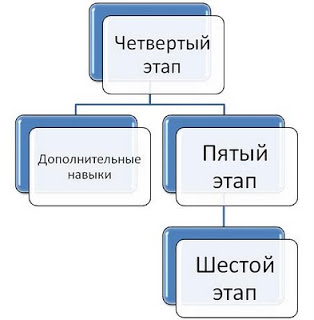 Четвертый
этап
Дополнительные
навыки
Пятый
этап
Шестой
этап